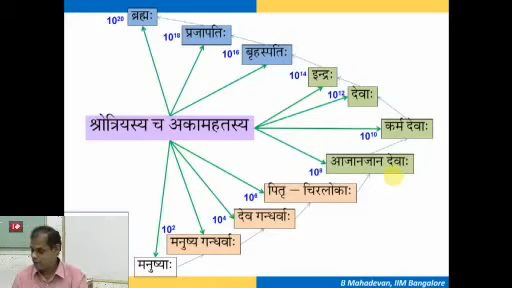 10²⁰ ब्रह्मः
10¹⁸ प्रजापतिः
10¹⁶ बृहस्पतिः
10¹⁴ इन्द्रः
10¹² देवाः
श्रोत्रियस्य च अकामहतस्य
10¹⁰ कर्म देवाः
10⁸ आजानजान देवाः
10⁶ पितृ – चिरलोकाः
10⁴ देव गन्धर्वाः
10² मनुष्य गन्धर्वाः
मनुष्याः
B Mahadevan, IIM Bangalore